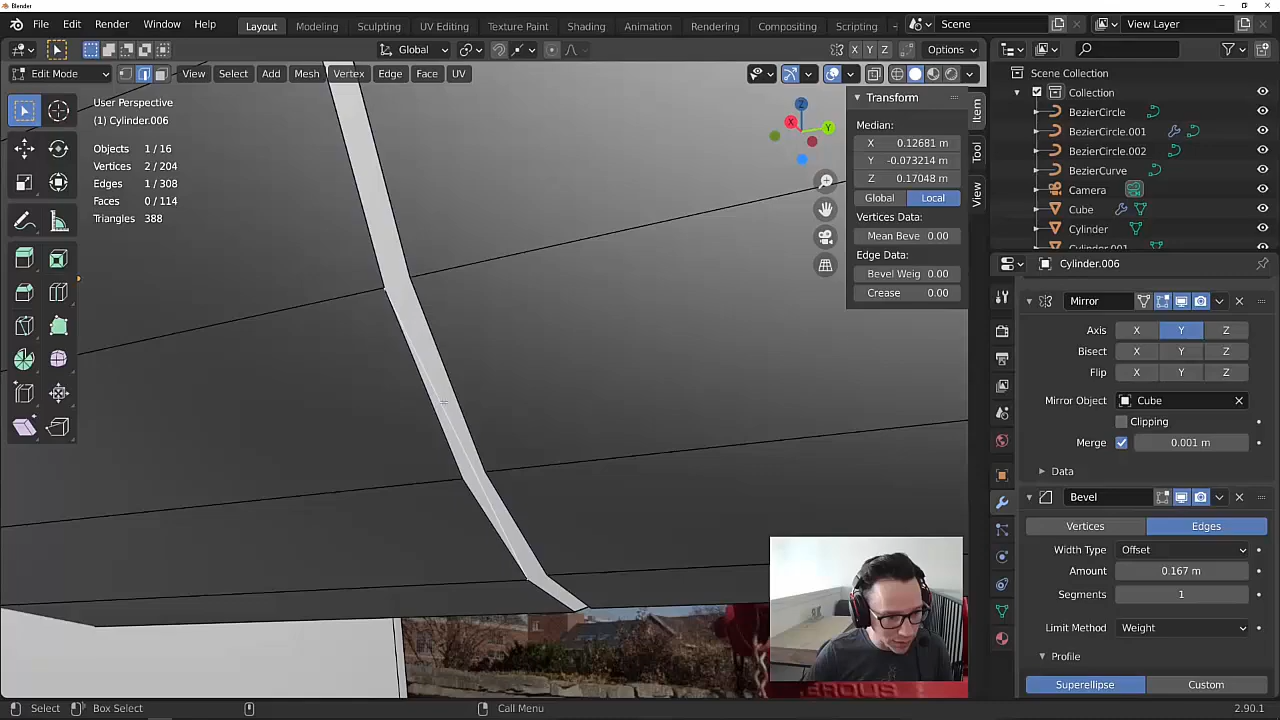 Blender
File Edit Render Window Help
Layout Modeling Sculpting UV Editing Texture Paint Shading Animation Rendering Compositing Scripting
Scene
View Layer
Global
Options
Edit Mode
View Select Add Mesh Vertex Edge Face UV
User Perspective
(1) Cylinder.006
Objects 1 / 16
Vertices 2 / 204
Edges 1 / 308
Faces 0 / 114
Triangles 388
X
Y
Z
Transform
Median:
X 0.12681 m
Y -0.073214 m
Z 0.17048 m
Global Local
Vertices Data:
Mean Beve 0.00
Edge Data:
Bevel Weig 0.00
Crease 0.00
Item
Tool
View
Scene Collection
Collection
BezierCircle
BezierCircle.001
BezierCircle.002
BezierCurve
Camera
Cube
Cylinder
Cylinder.001
Cylinder.006
Mirror
Axis X Y Z
Bisect X Y Z
Flip X Y Z
Mirror Object Cube
Clipping
Merge 0.001 m
Data
Bevel
Vertices Edges
Width Type Offset
Amount 0.167 m
Segments 1
Limit Method Weight
Profile
Superellipse Custom
Select Box Select Call Menu 2.90.1